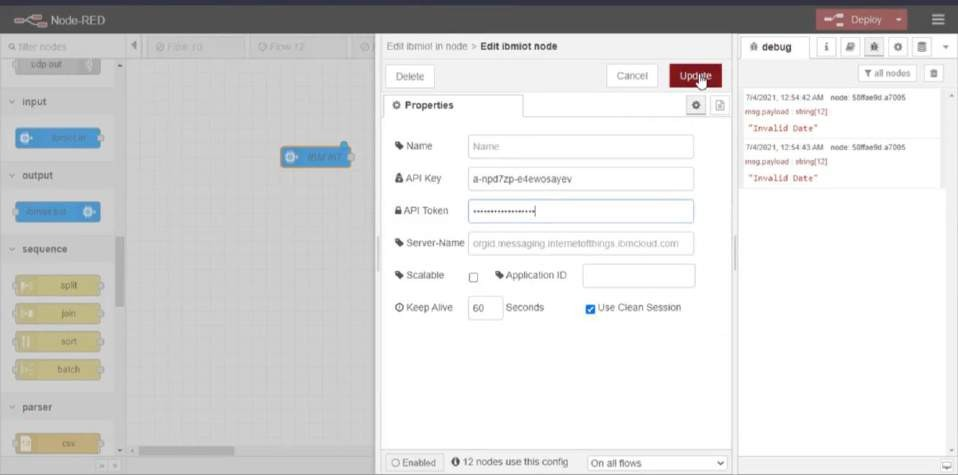 Node-RED
Deploy
filter nodes
Flow 10
Flow 12
udp out
input
ibmiot in
output
ibmiot out
sequence
split
join
sort
batch
parser
csv
IBM IoT
Edit ibmiot in node > Edit ibmiot node
Delete
Cancel
Update
Properties
Name
Name
API Key
a-npd7zp-e4ewosayev
API Token
Server-Name
orgid.messaging.internetofthings.ibmcloud.com
Scalable
Application ID
Keep Alive
60
Seconds
Use Clean Session
Enabled
12 nodes use this config
On all flows
debug
all nodes
7/4/2021, 12:54:42 AM node: 58ffae9d.a7005
msg.payload : string[12]
"Invalid Date"
7/4/2021, 12:54:43 AM node: 58ffae9d.a7005
msg.payload : string[12]
"Invalid Date"